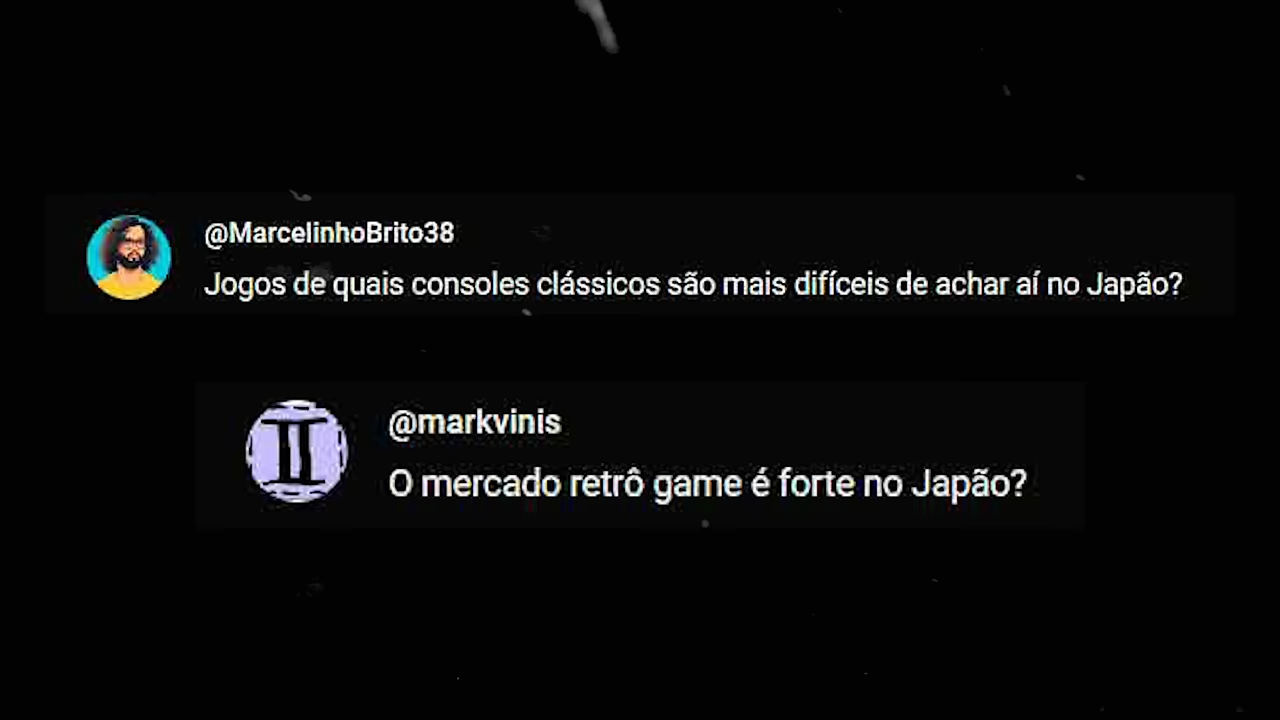 @MarcelinhoBrito38
Jogos de quais consoles clássicos são mais difíceis de achar aí no Japão?
@markvinis
O mercado retrô game é forte no Japão?